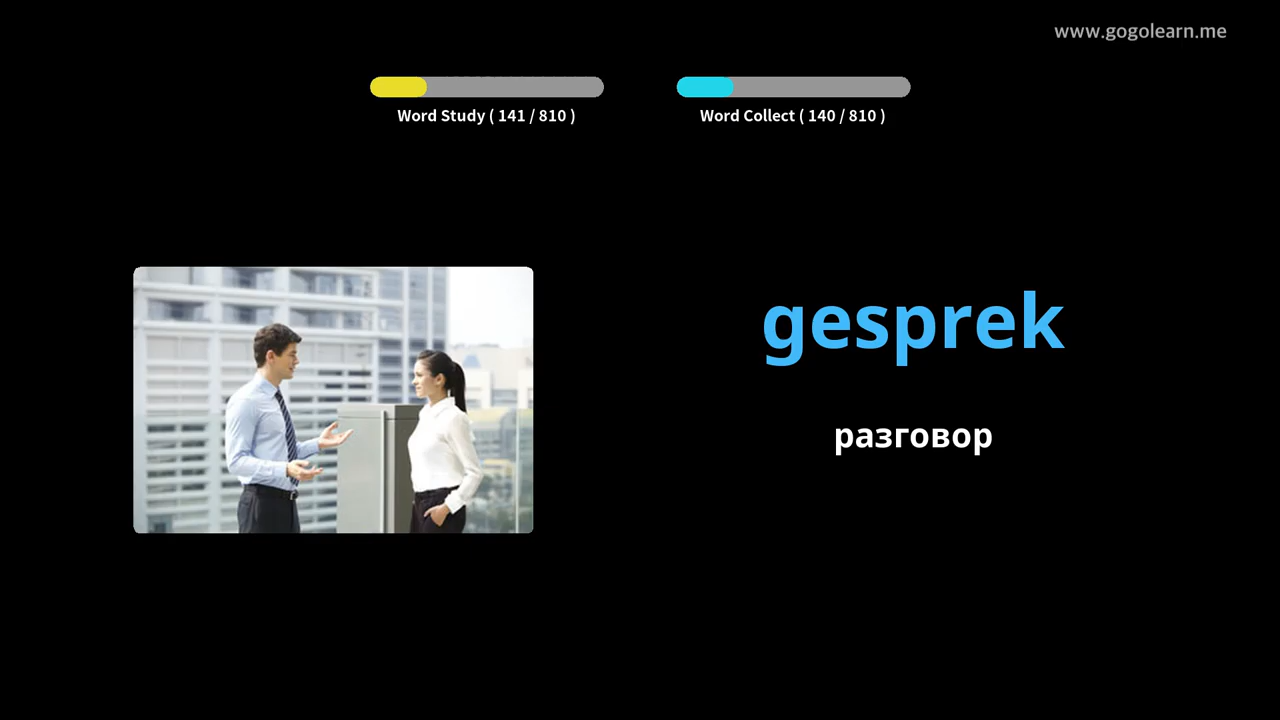 www.gogolearn.me
Word Study ( 141 / 810 )
Word Collect ( 140 / 810 )
gesprek
разговор